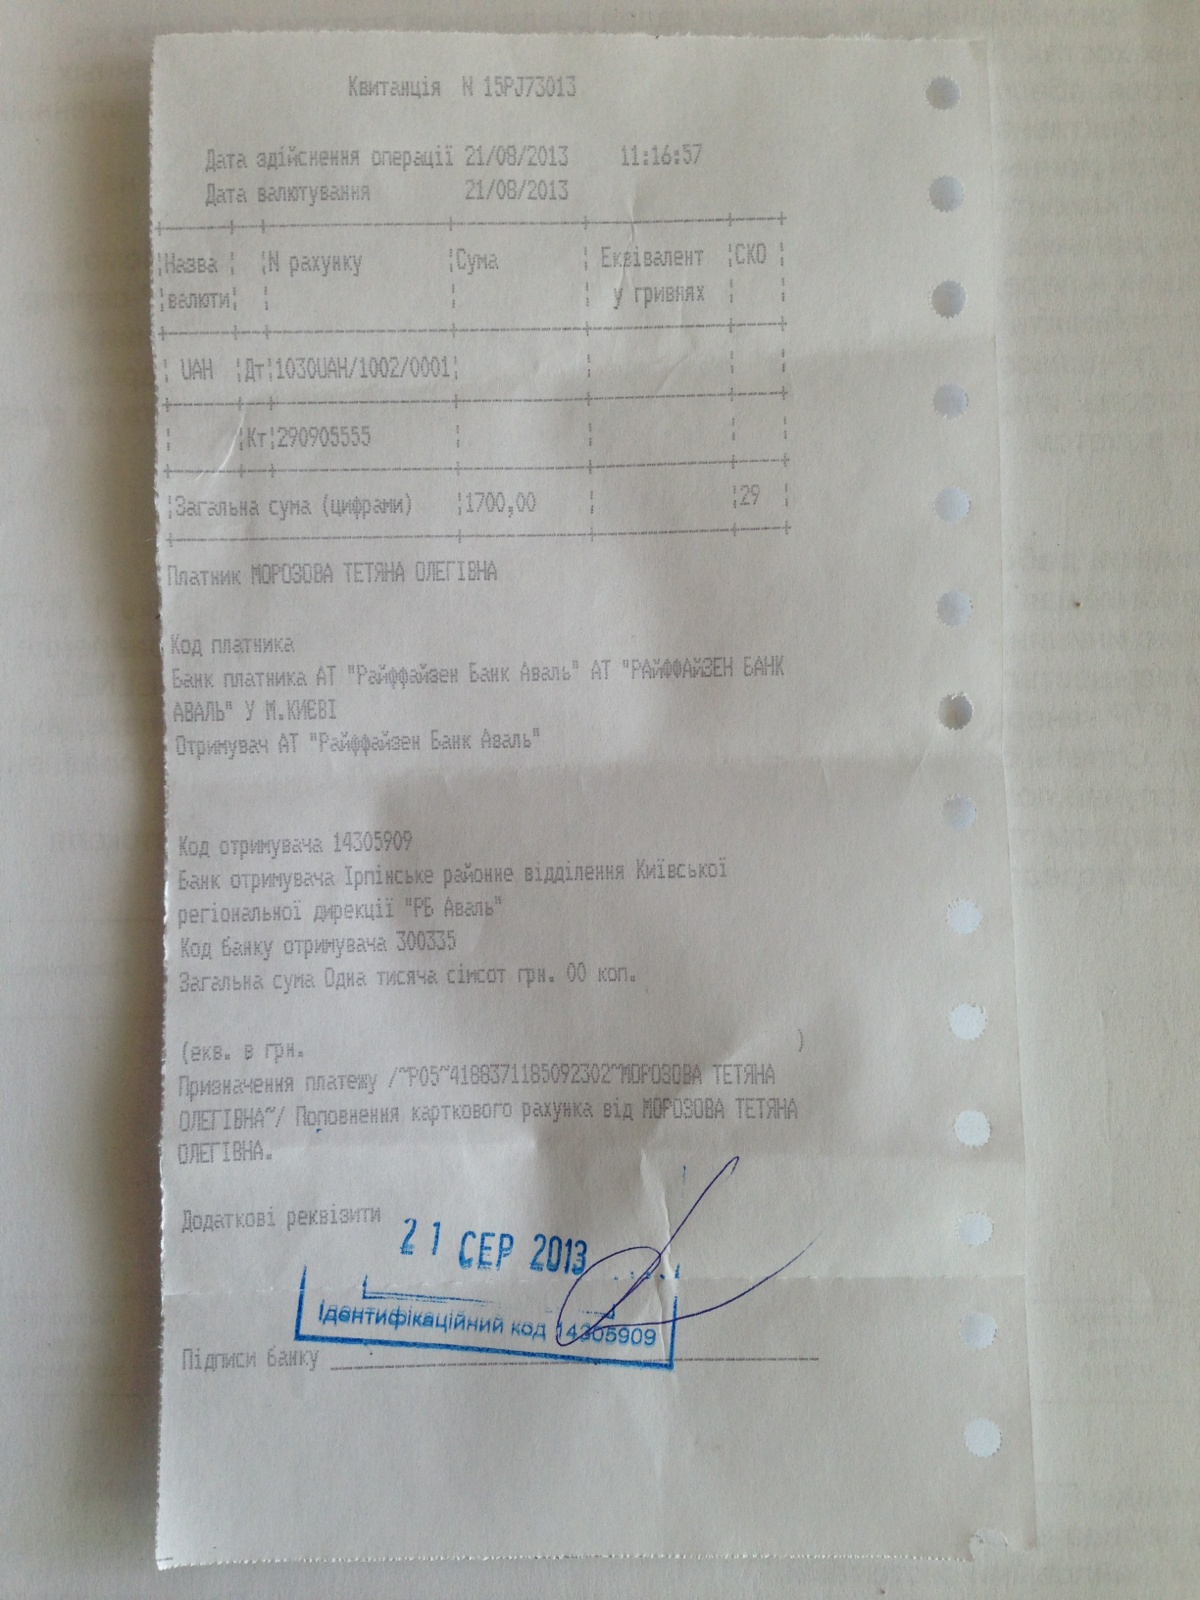 Квитанція N 15PJ73013
Дата здійснення операції 21/08/2013 11:16:57
Дата валютування 21/08/2013
Назва N рахунку Сума Еквівалент СКО
валюти у гривнях
UAH Дт 1030UAH/1002/0001
Кт 290905555
Загальна сума (цифрами) 1700,00 29
Платник МОРОЗОВА ТЕТЯНА ОЛЕГІВНА
Код платника
Банк платника АТ "Райффайзен Банк Аваль" АТ "РАЙФФАЙЗЕН БАНК
АВАЛЬ" У М.КИЄВІ
Отримувач АТ "Райффайзен Банк Аваль"
Код отримувача 14305909
Банк отримувача Ірпінське районне відділення Київської
регіональної дирекції "РБ Аваль"
Код банку отримувача 300335
Загальна сума Одна тисяча сімсот грн. 00 коп.
(екв. в грн. )
Призначення платежу /~P05~4188371185092302~МОРОЗОВА ТЕТЯНА
ОЛЕГІВНА~/ Поповнення карткового рахунка від МОРОЗОВА ТЕТЯНА
ОЛЕГІВНА.
Додаткові реквізити
21 СЕР 2013
Ідентифікаційний код 14305909
Підписи банку